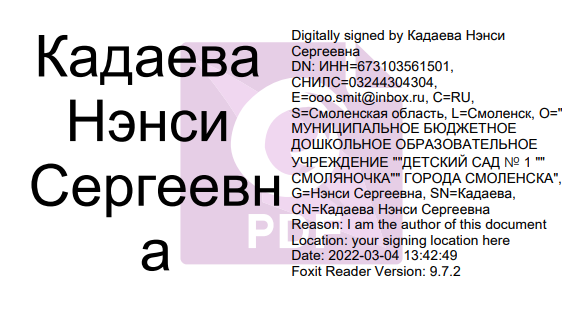 Кадаева
Нэнси
Сергеевн
а
Digitally signed by Кадаева Нэнси
Сергеевна
DN: ИНН=673103561501,
СНИЛС=03244304304,
E=ooo.smit@inbox.ru, C=RU,
S=Смоленская область, L=Смоленск, O="
МУНИЦИПАЛЬНОЕ БЮДЖЕТНОЕ
ДОШКОЛЬНОЕ ОБРАЗОВАТЕЛЬНОЕ
УЧРЕЖДЕНИЕ ""ДЕТСКИЙ САД № 1 ""
СМОЛЯНОЧКА"" ГОРОДА СМОЛЕНСКА",
G=Нэнси Сергеевна, SN=Кадаева,
CN=Кадаева Нэнси Сергеевна
Reason: I am the author of this document
Location: your signing location here
Date: 2022-03-04 13:42:49
Foxit Reader Version: 9.7.2
PDF